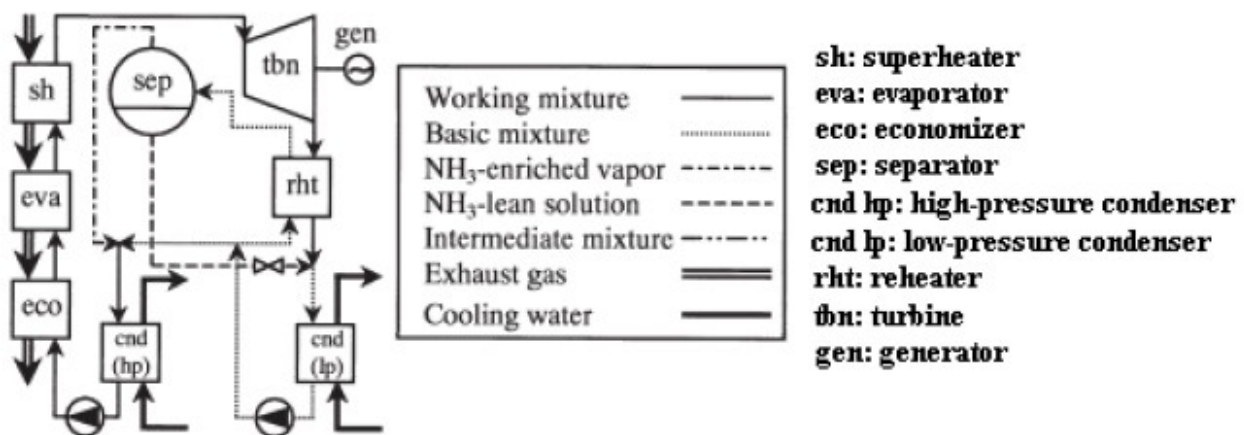 gen
tbn
sep
sh
rht
eva
eco
cnd
(hp)
cnd
(lp)
Working mixture
Basic mixture
NH₃-enriched vapor
NH₃-lean solution
Intermediate mixture
Exhaust gas
Cooling water
sh: superheater
eva: evaporator
eco: economizer
sep: separator
cnd hp: high-pressure condenser
cnd lp: low-pressure condenser
rht: reheater
tbn: turbine
gen: generator